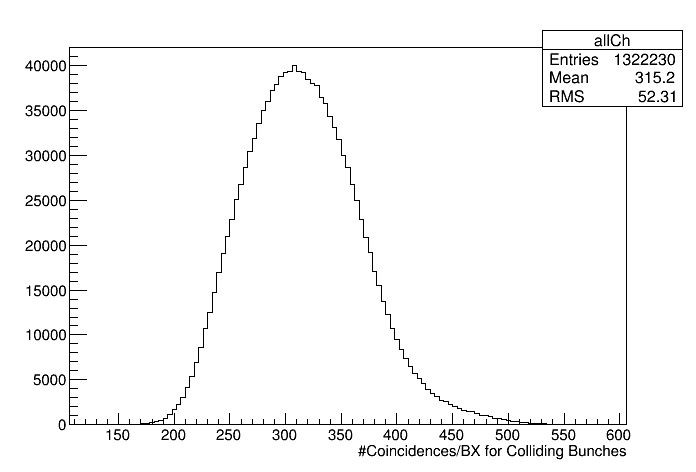 allCh
Entries 1322230
Mean 315.2
RMS 52.31
40000
35000
30000
25000
20000
15000
10000
5000
0
150 200 250 300 350 400 450 500 550 600
#Coincidences/BX for Colliding Bunches